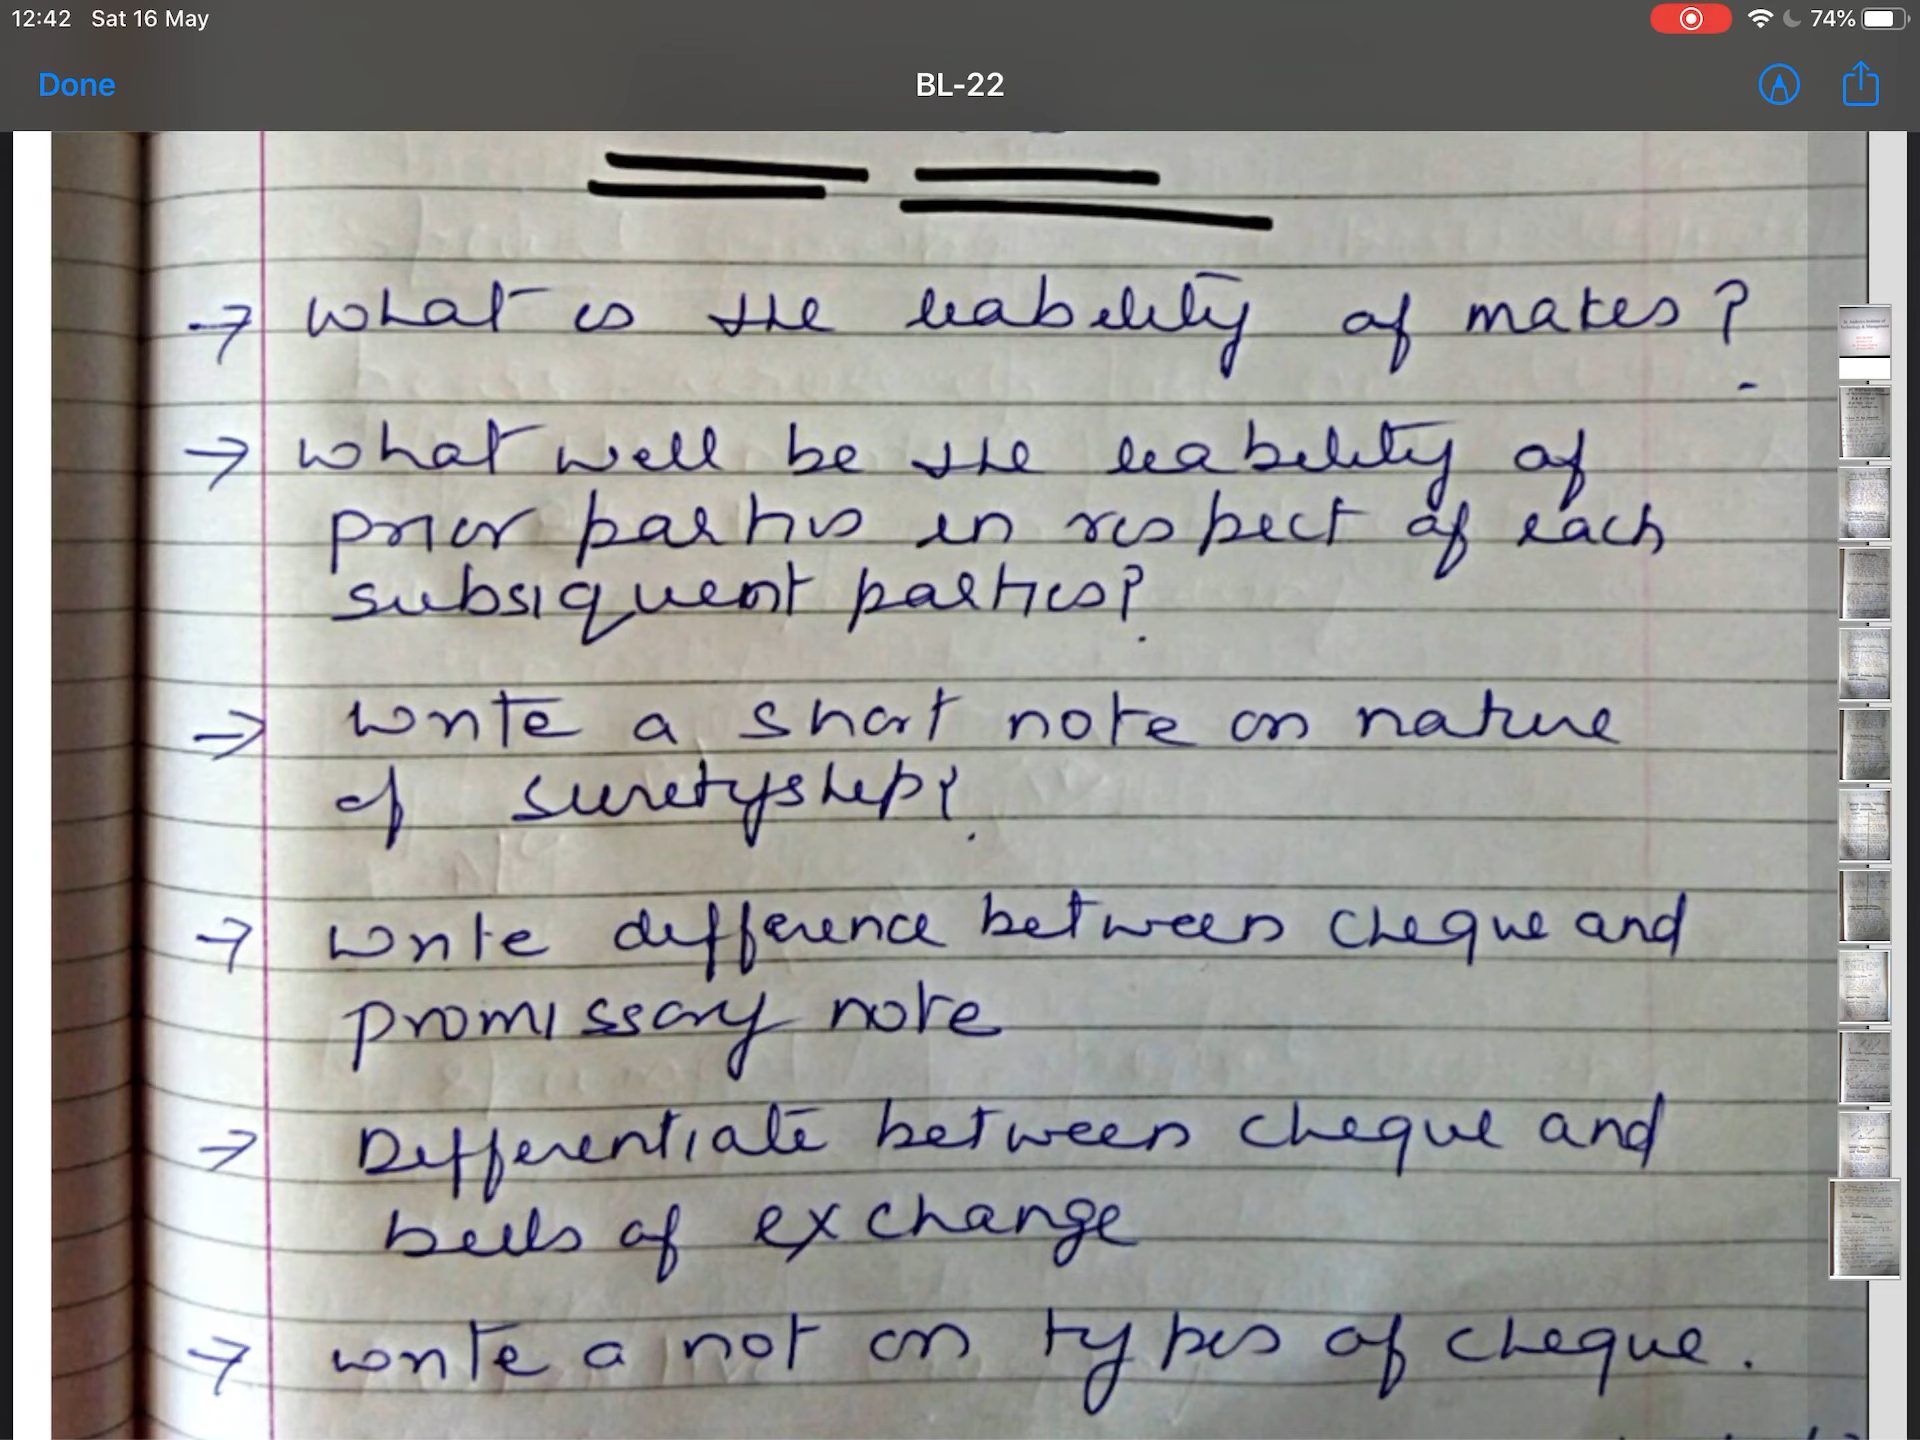 12:42 Sat 16 May
74%
Done
BL-22
→ What is the liability of maker?
→ What will be the liability of
prior parties in respect of each
subsiquent parties?
→ Write a short note on nature
of suretyship?
→ Write difference between cheque and
promissory note
→ Differentiate between cheque and
bills of exchange
→ write a not on types of cheque.